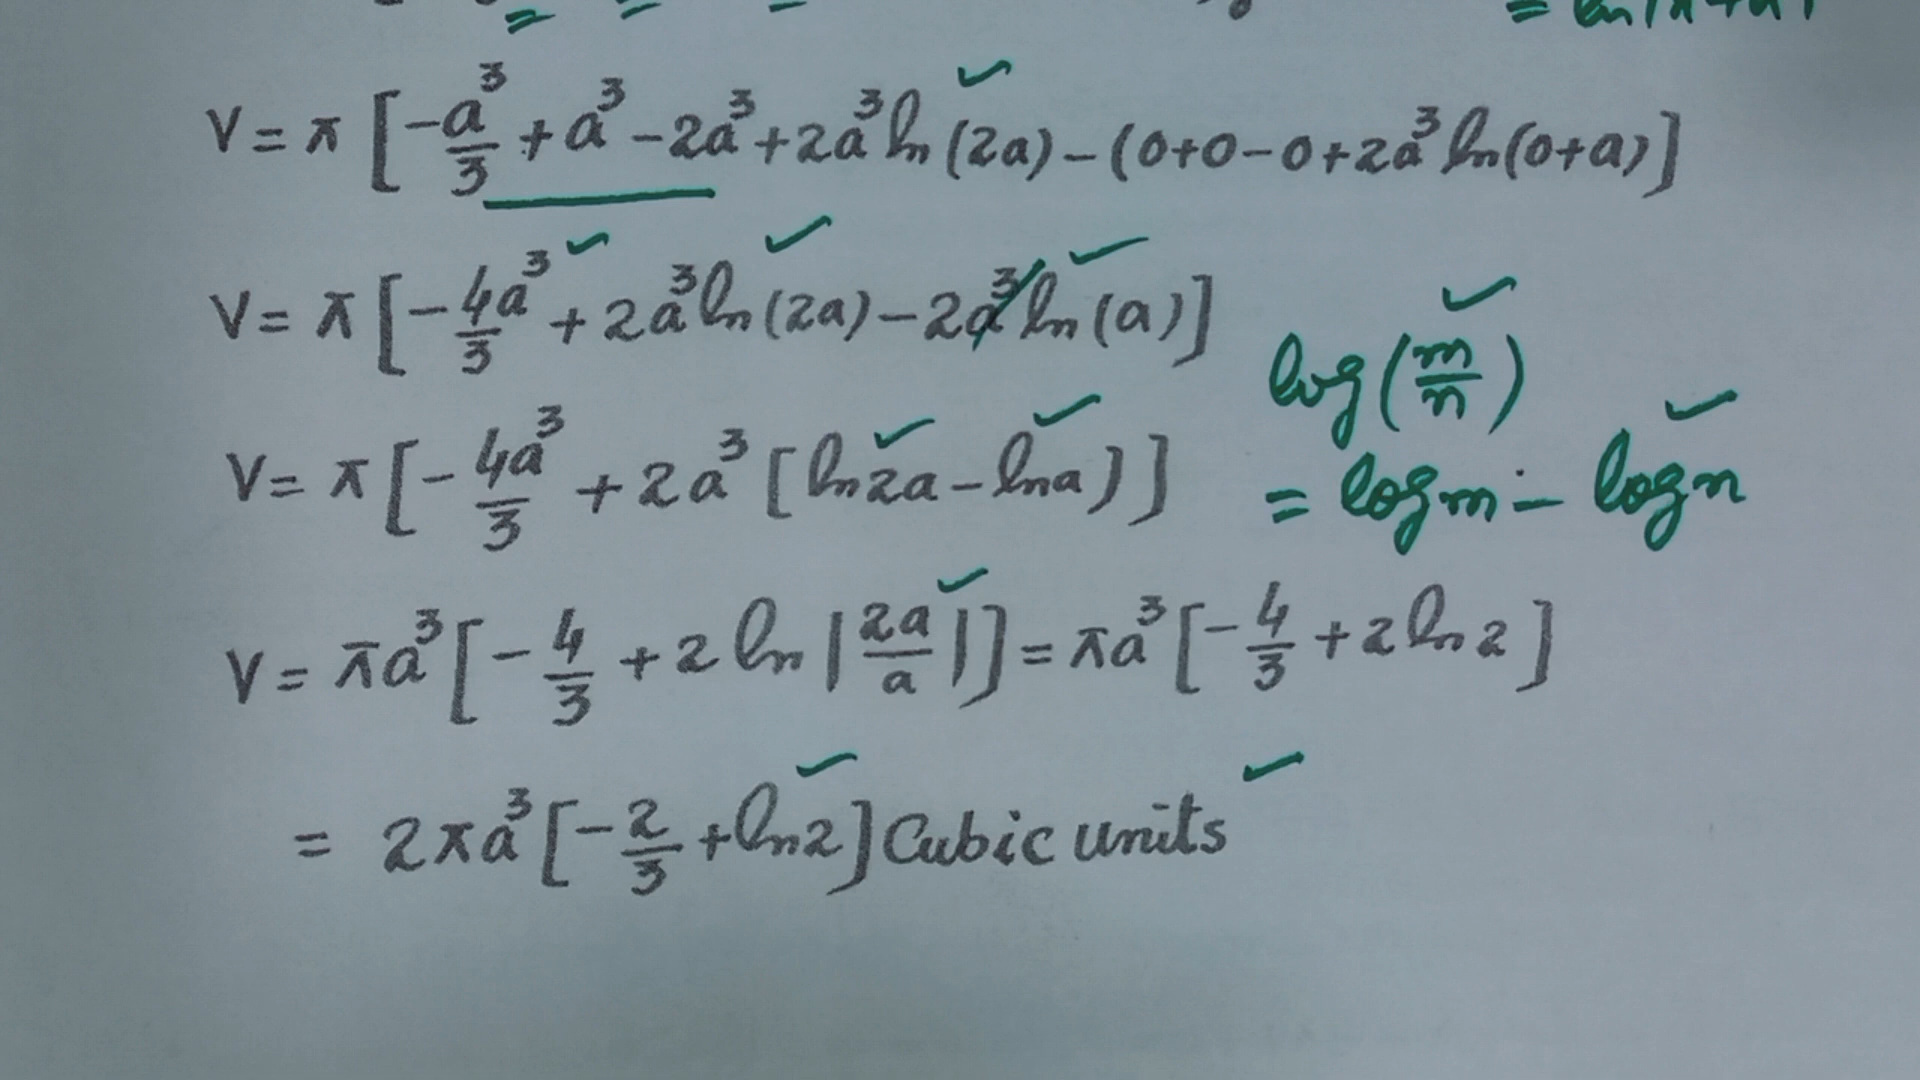 = ln|x+a|
V = π [-a³/3 + a³ - 2a³ + 2a³ ln (2a) - (0+0-0+2a³ ln(0+a)]
V = π [-4a³/3 + 2a³ ln (2a) - 2a³ ln (a)]
log (m/n)
V = π [-4a³/3 + 2a³ [ln 2a - ln a)]
= log m - log n
V = πa³ [-4/3 + 2 ln |2a/a|] = πa³ [-4/3 + 2 ln 2]
= 2πa³ [-2/3 + ln 2] Cubic units